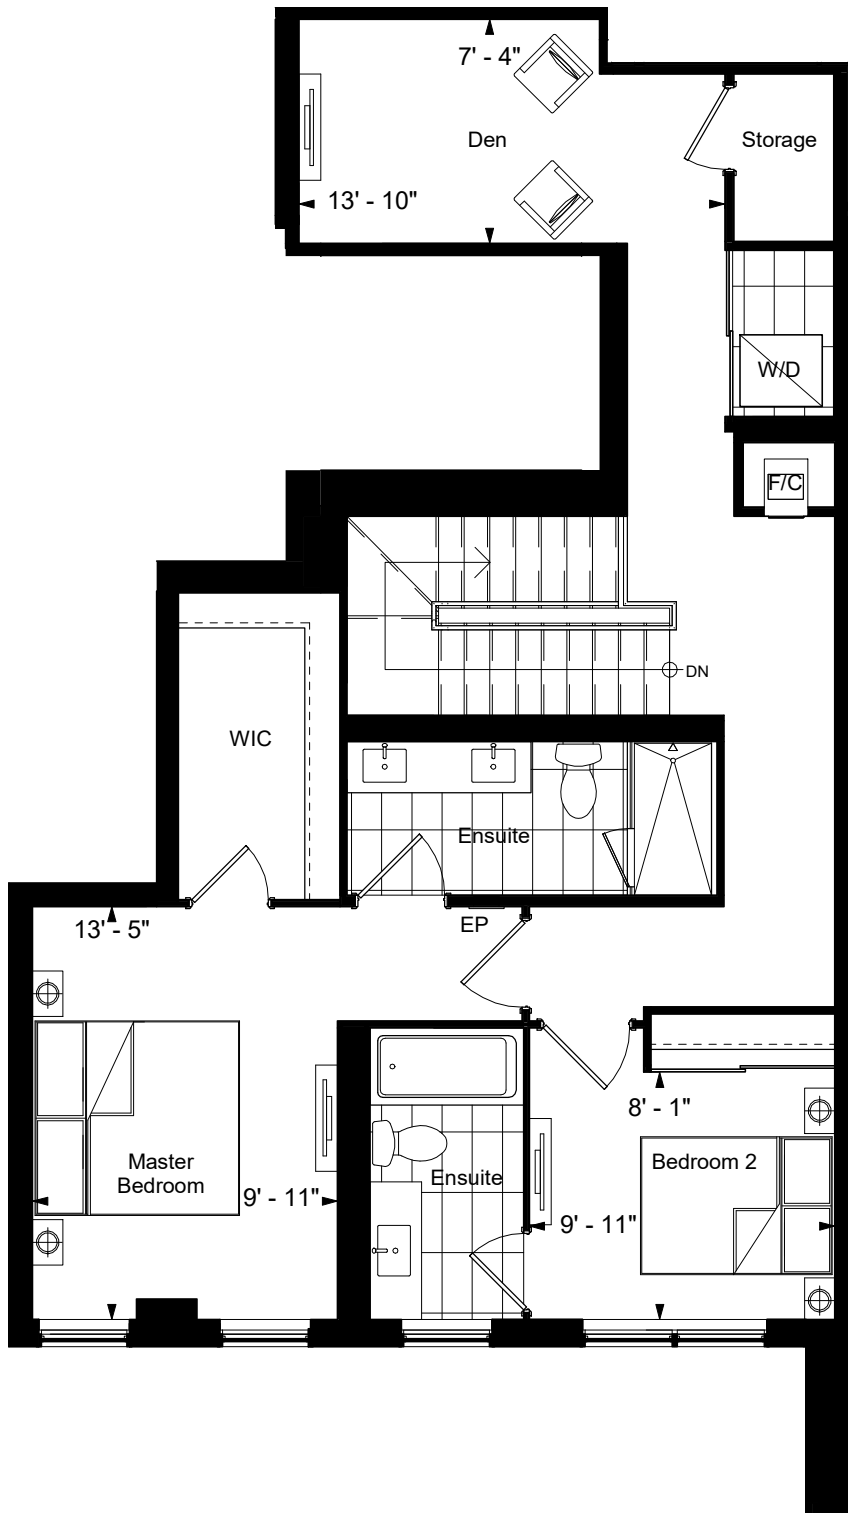 7' - 4"
Den
Storage
13' - 10"
W/D
F/C
DN
WIC
Ensuite
EP
13' - 5"
8' - 1"
Master
Bedroom
Bedroom 2
Ensuite
9' - 11"
9' - 11"